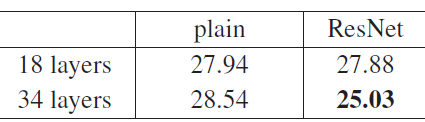 plain ResNet
18 layers 27.94 27.88
34 layers 28.54 25.03